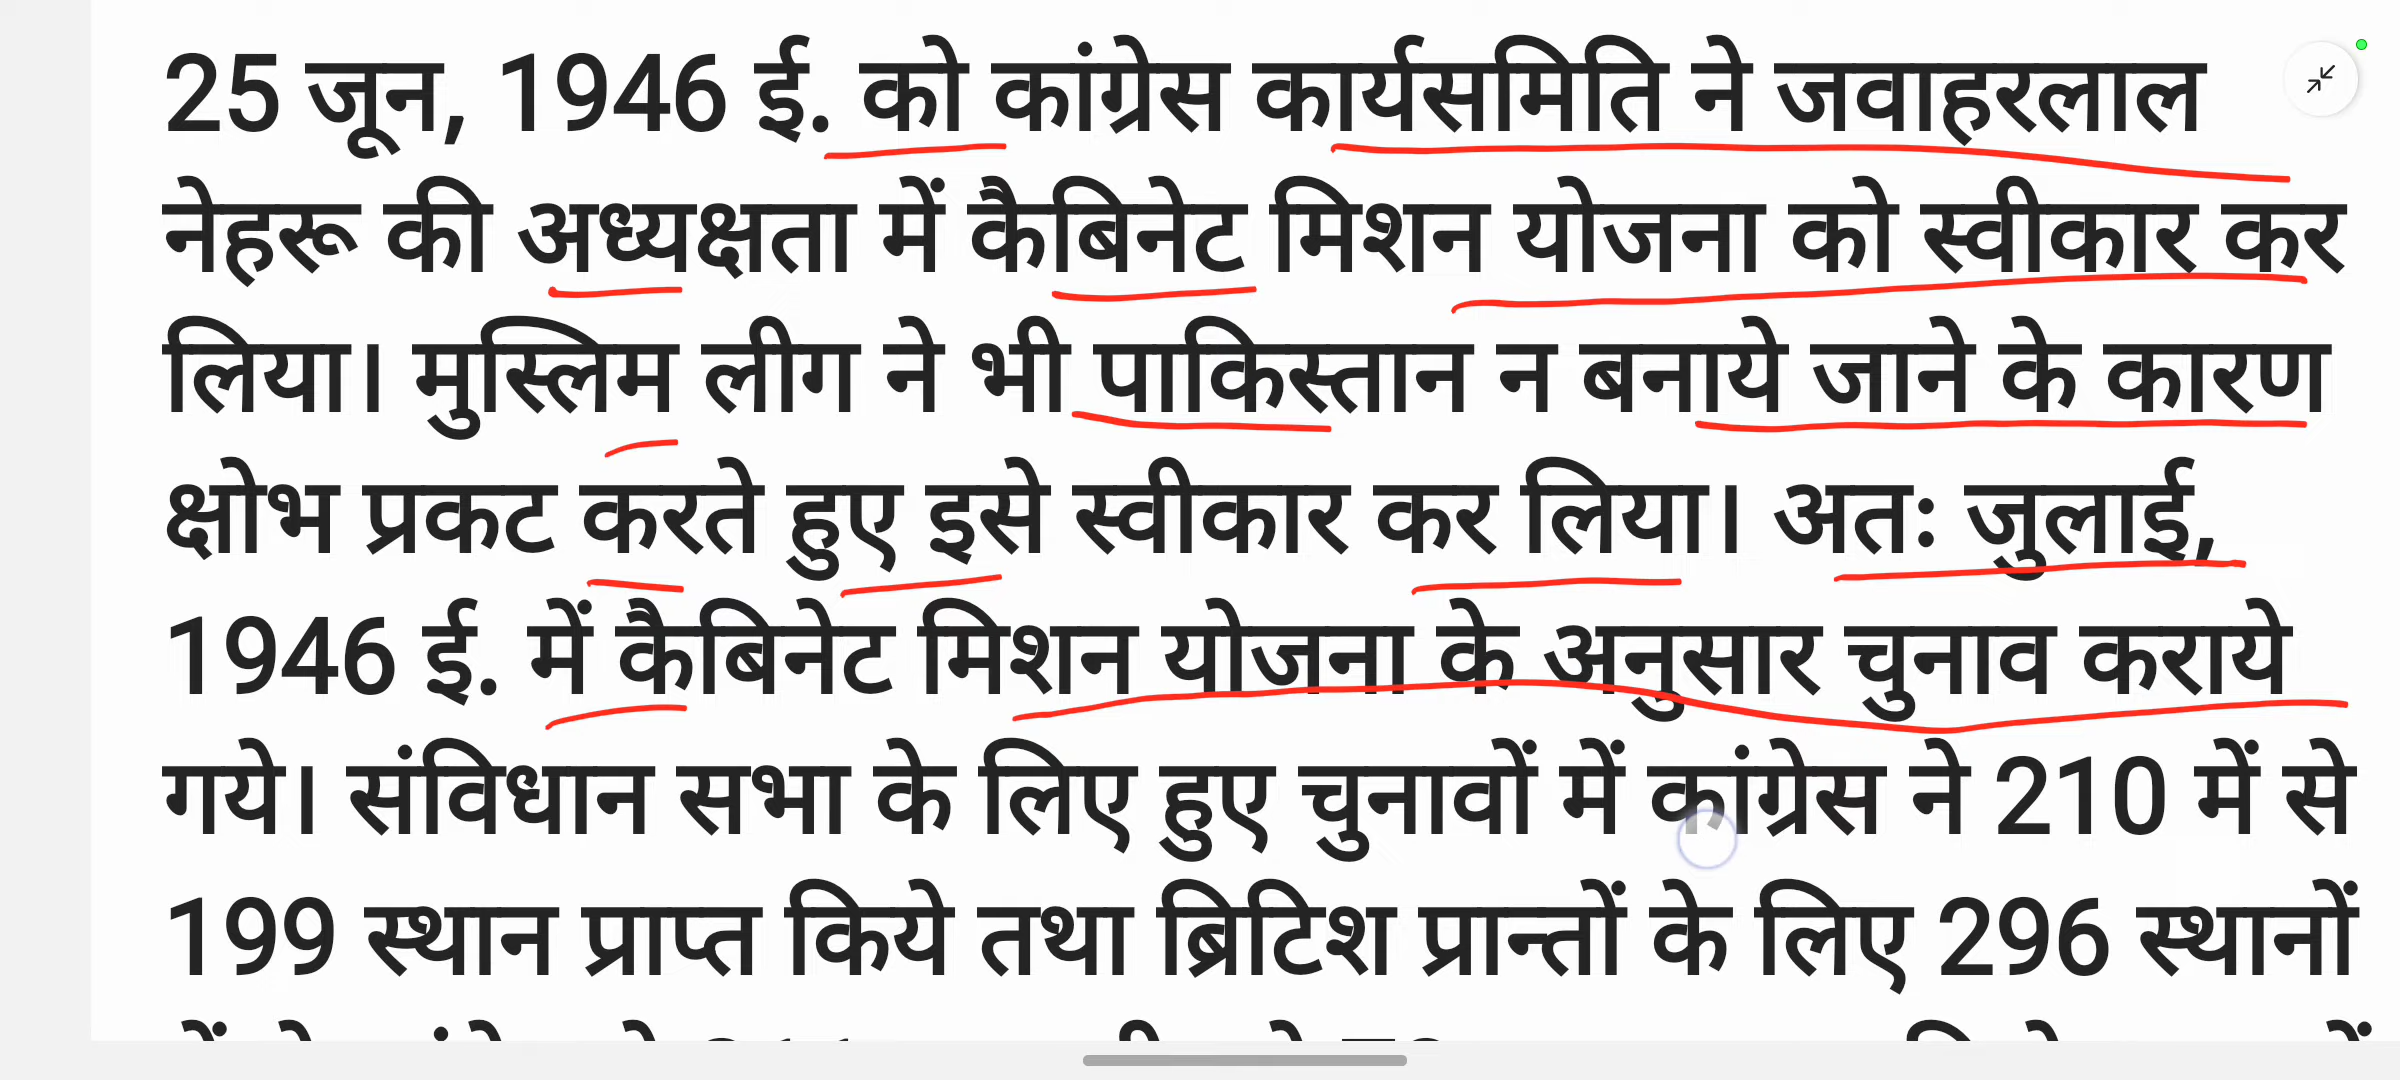 25 जून, 1946 ई. को कांग्रेस कार्यसमिति ने जवाहरलाल
नेहरू की अध्यक्षता में कैबिनेट मिशन योजना को स्वीकार कर
लिया। मुस्लिम लीग ने भी पाकिस्तान न बनाये जाने के कारण
क्षोभ प्रकट करते हुए इसे स्वीकार कर लिया। अतः जुलाई,
1946 ई. में कैबिनेट मिशन योजना के अनुसार चुनाव कराये
गये। संविधान सभा के लिए हुए चुनावों में कांग्रेस ने 210 में से
199 स्थान प्राप्त किये तथा ब्रिटिश प्रान्तों के लिए 296 स्थानों